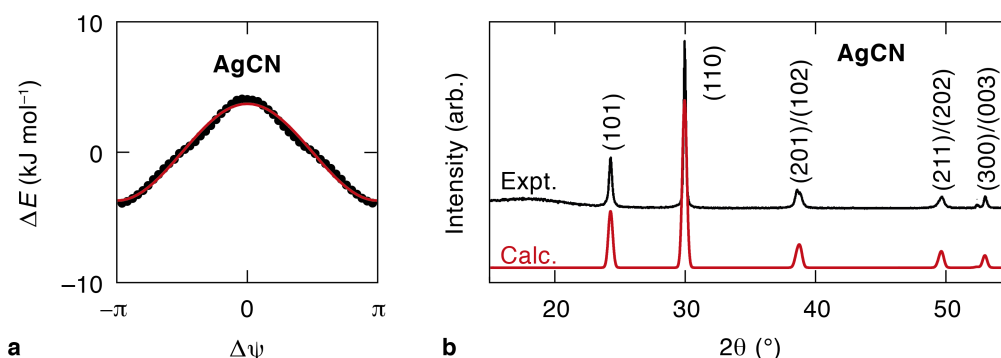 10
0
−10
ΔE (kJ mol⁻¹)
AgCN
−π
0
π
Δψ
a
Intensity (arb.)
AgCN
Expt.
Calc.
(101)
(110)
(201)/(102)
(211)/(202)
(300)/(003)
20
30
40
50
2θ (°)
b